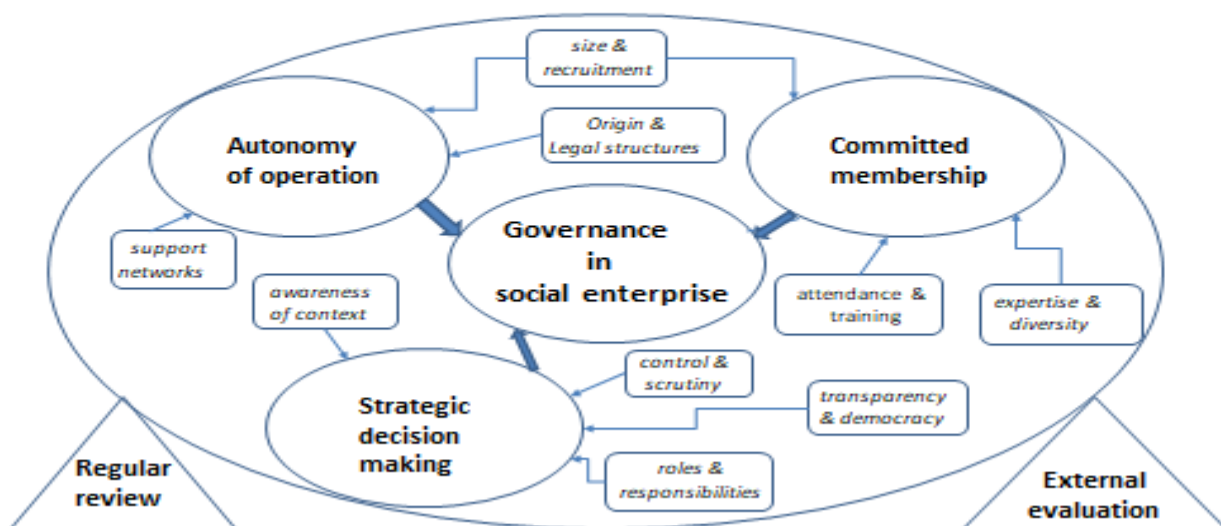 size &
recruitment
Autonomy
of operation
Origin &
Legal structures
Committed
membership
Governance
in
social enterprise
support
networks
awareness
of context
attendance &
training
expertise &
diversity
control &
scrutiny
transparency
& democracy
Strategic
decision
making
roles &
responsibilities
Regular
review
External
evaluation